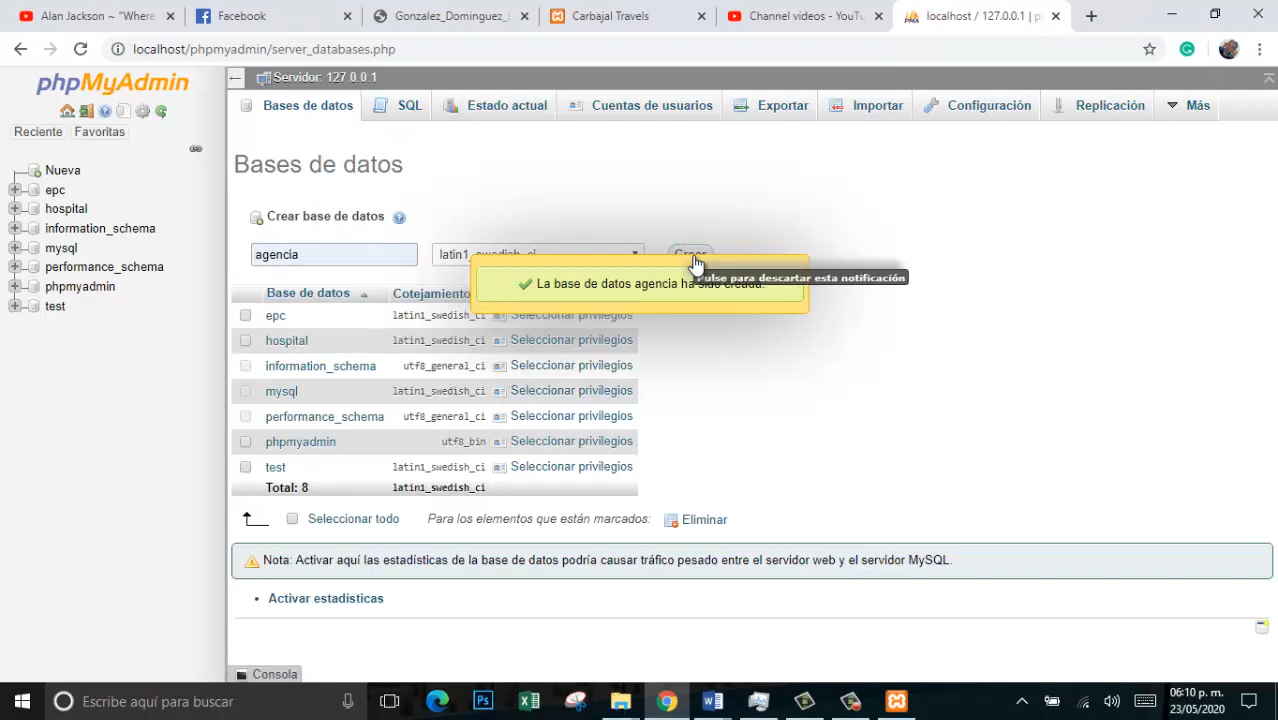 Alan Jackson ~ "Where
Facebook
Gonzalez_Dominguez_L
Carbajal Travels
Channel videos - YouTu
localhost / 127.0.0.1 | p
localhost/phpmyadmin/server_databases.php
phpMyAdmin
Reciente Favoritas
Nueva
epc
hospital
information_schema
mysql
performance_schema
phpmyadmin
test
Servidor: 127.0.0.1
Bases de datos SQL Estado actual Cuentas de usuarios Exportar Importar Configuración Replicación Más
Bases de datos
Crear base de datos
agencia latin1_swedish_ci Crear
La base de datos agencia ha sido creada.
Pulse para descartar esta notificación
Base de datos Cotejamiento
epc latin1_swedish_ci Seleccionar privilegios
hospital latin1_swedish_ci Seleccionar privilegios
information_schema utf8_general_ci Seleccionar privilegios
mysql latin1_swedish_ci Seleccionar privilegios
performance_schema utf8_general_ci Seleccionar privilegios
phpmyadmin utf8_bin Seleccionar privilegios
test latin1_swedish_ci Seleccionar privilegios
Total: 8 latin1_swedish_ci
Seleccionar todo Para los elementos que están marcados: Eliminar
Nota: Activar aquí las estadísticas de la base de datos podría causar tráfico pesado entre el servidor web y el servidor MySQL.
Activar estadísticas
Consola
Escribe aquí para buscar
Ps
06:10 p. m.
23/05/2020